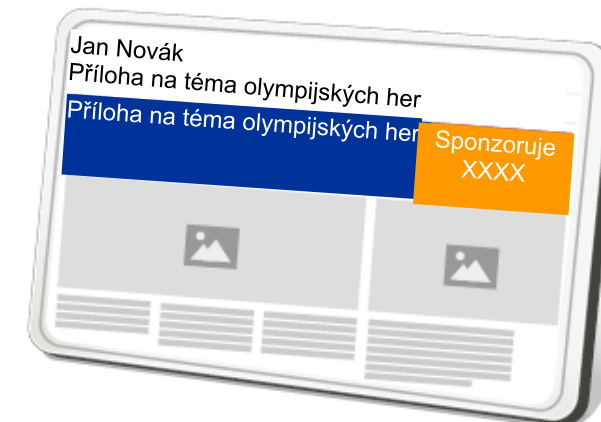 Jan Novák
Příloha na téma olympijských her
Příloha na téma olympijských her
Sponzoruje
XXXX